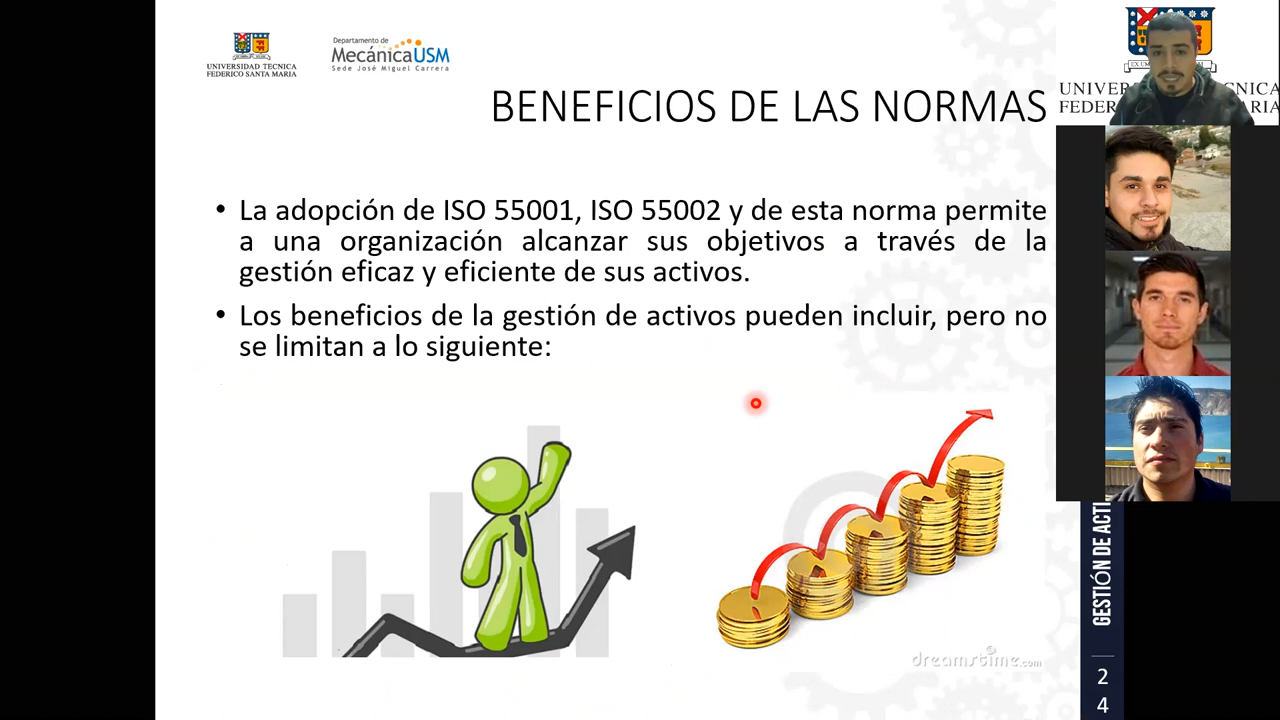 UNIVERSIDAD TECNICA
FEDERICO SANTA MARIA
Departamento de
MecánicaUSM
Sede José Miguel Carrera
BENEFICIOS DE LAS NORMAS
• La adopción de ISO 55001, ISO 55002 y de esta norma permite
a una organización alcanzar sus objetivos a través de la
gestión eficaz y eficiente de sus activos.
• Los beneficios de la gestión de activos pueden incluir, pero no
se limitan a lo siguiente:
dreamstime.com
GESTIÓN DE ACTI
2
4